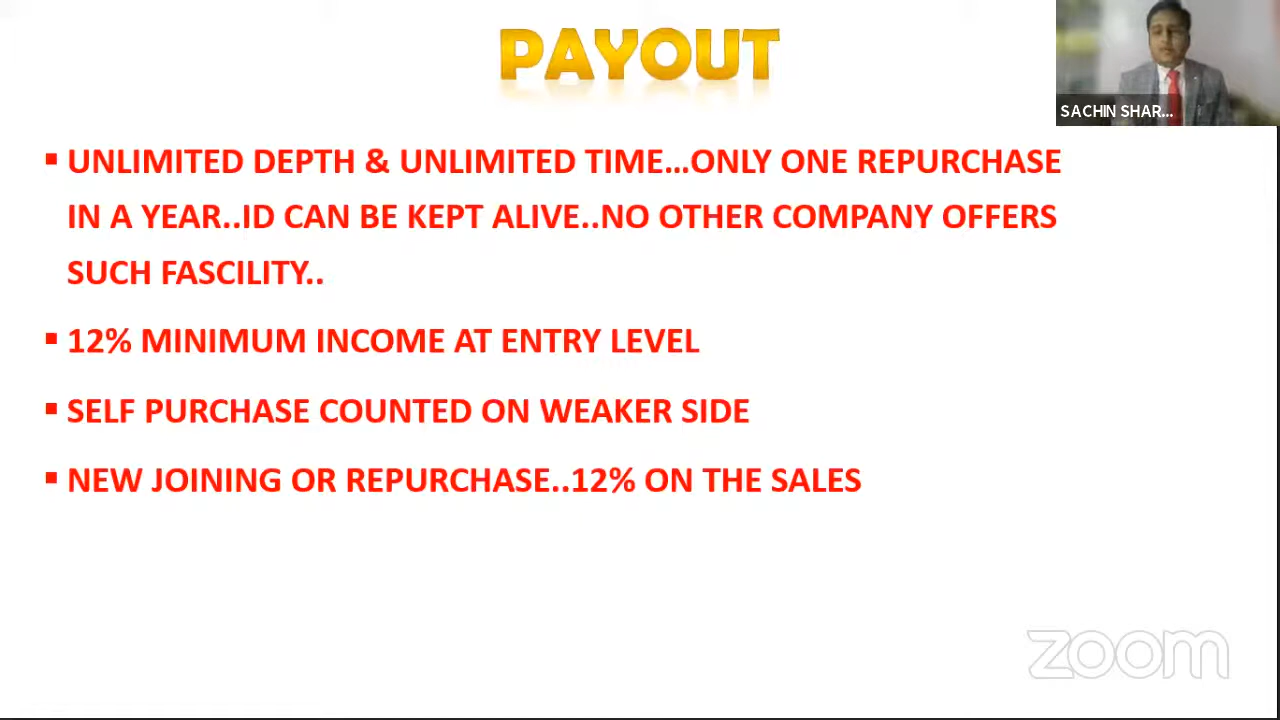 PAYOUT
SACHIN SHAR...
▪ UNLIMITED DEPTH & UNLIMITED TIME...ONLY ONE REPURCHASE
IN A YEAR..ID CAN BE KEPT ALIVE..NO OTHER COMPANY OFFERS
SUCH FASCILITY..
▪ 12% MINIMUM INCOME AT ENTRY LEVEL
▪ SELF PURCHASE COUNTED ON WEAKER SIDE
▪ NEW JOINING OR REPURCHASE..12% ON THE SALES
zoom